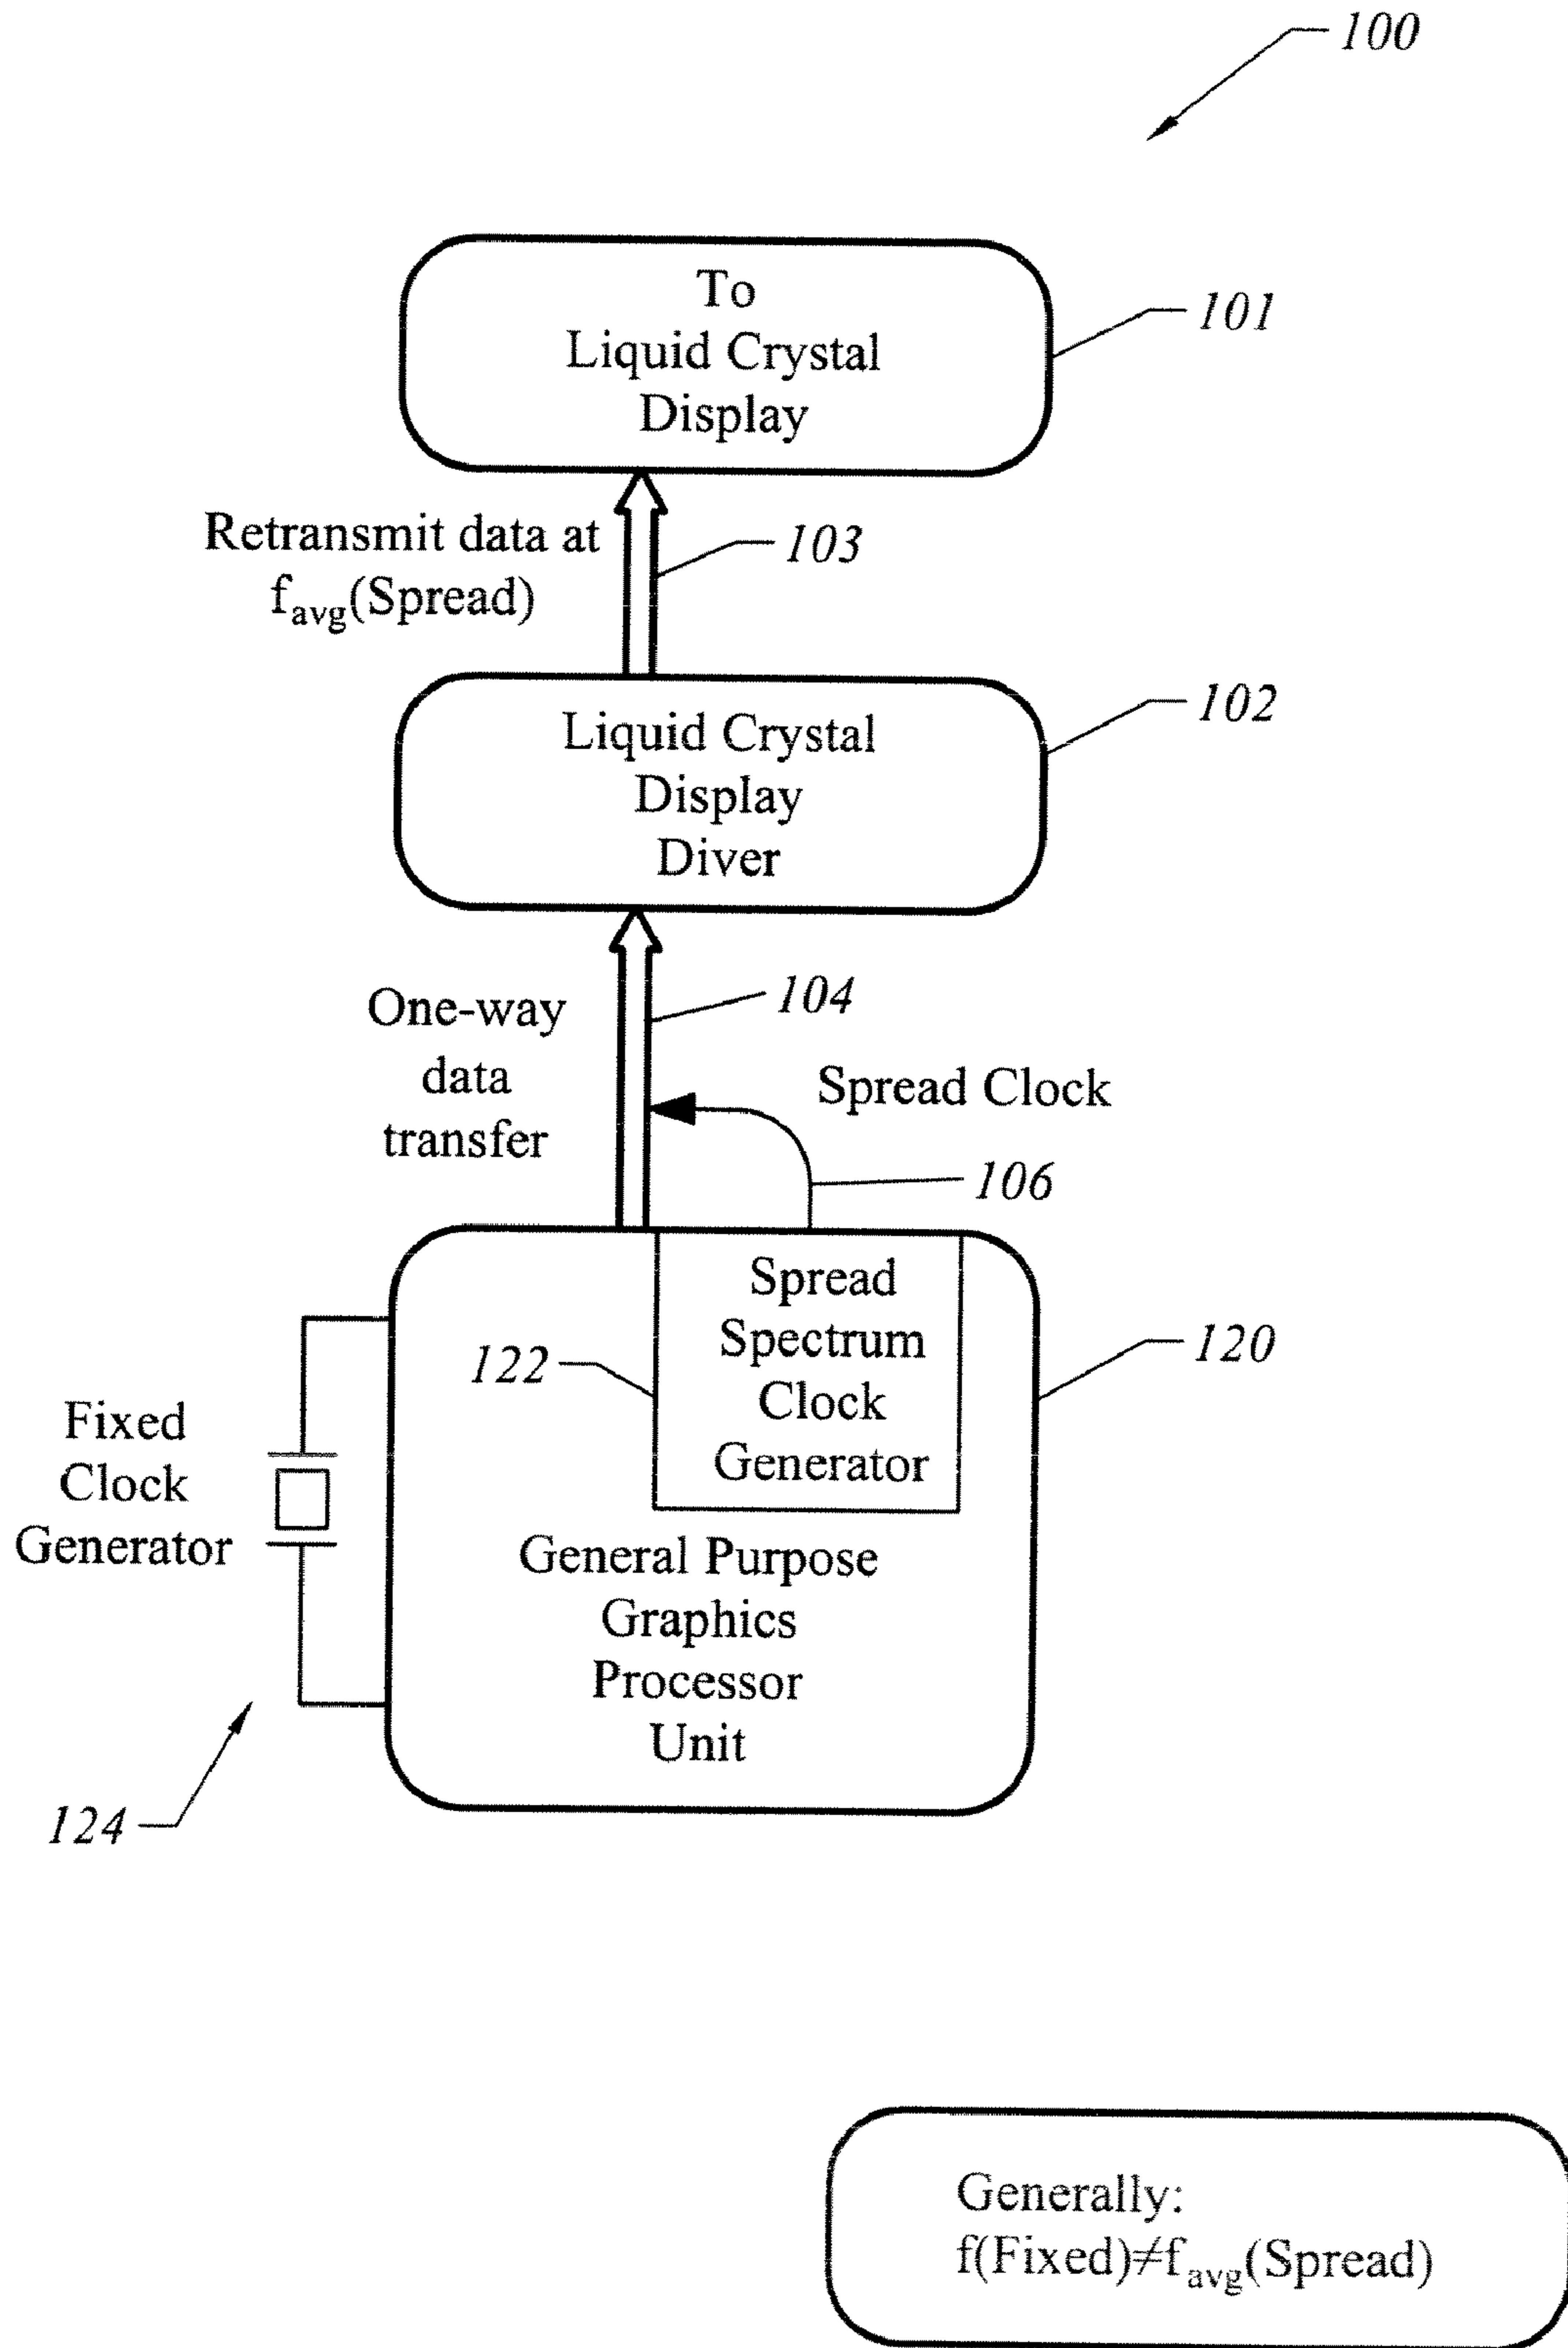 100
To
Liquid Crystal
Display
101
Retransmit data at
f_avg(Spread)
103
Liquid Crystal
Display
Diver
102
One-way
data
transfer
104
Spread Clock
106
Spread
Spectrum
Clock
Generator
122
120
Fixed
Clock
Generator
General Purpose
Graphics
Processor
Unit
124
Generally:
f(Fixed)≠f_avg(Spread)